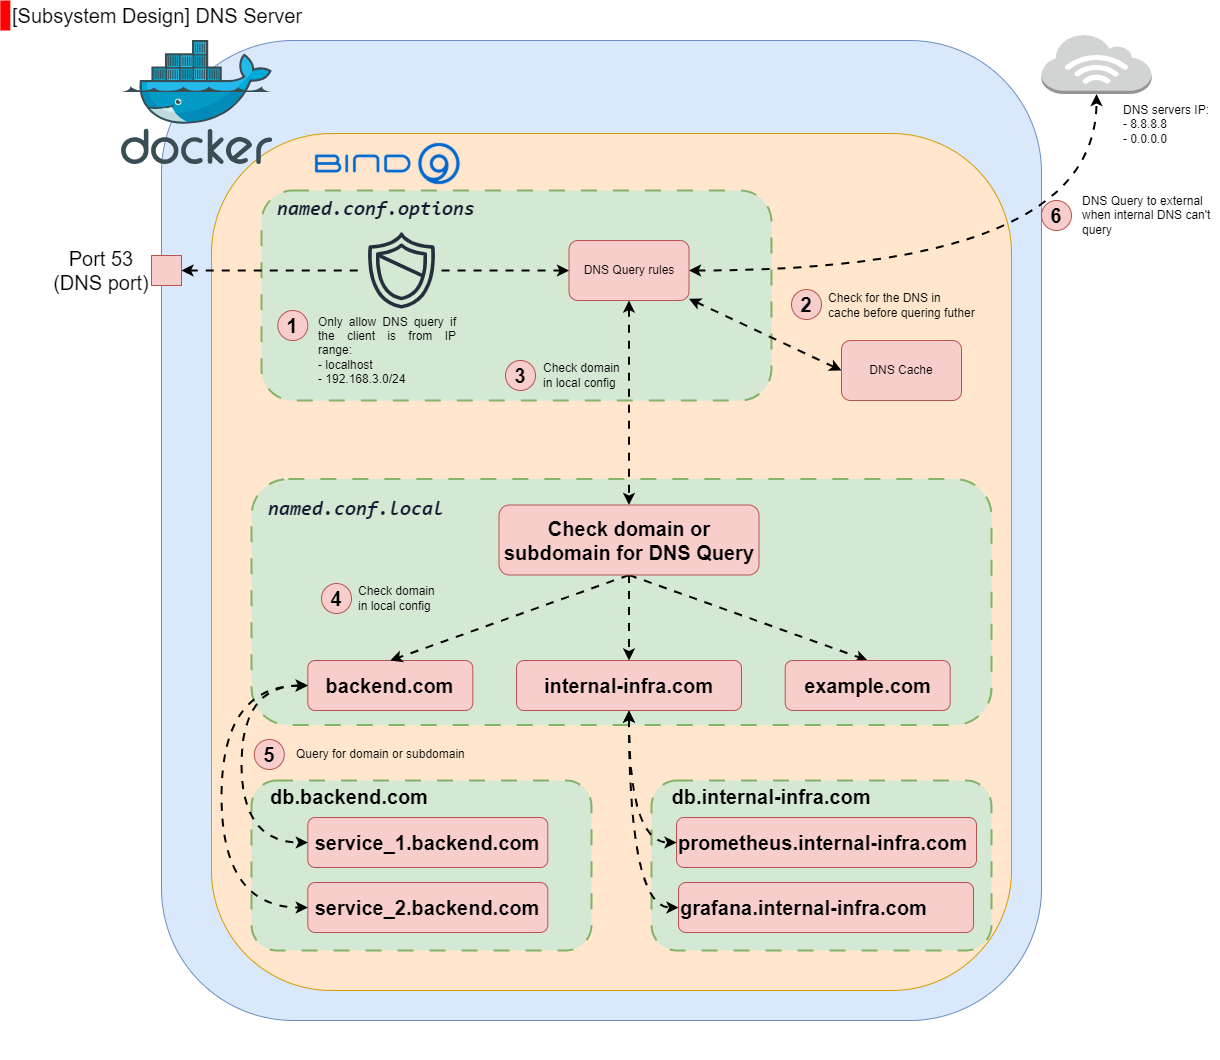 [Subsystem Design] DNS Server
docker
DNS servers IP:
- 8.8.8.8
- 0.0.0.0
BIND 9
named.conf.options
6
DNS Query to external
when internal DNS can't
query
Port 53
(DNS port)
DNS Query rules
1
Only allow DNS query if
the client is from IP
range:
- localhost
- 192.168.3.0/24
2
Check for the DNS in
cache before quering futher
3
Check domain
in local config
DNS Cache
named.conf.local
Check domain or
subdomain for DNS Query
4
Check domain
in local config
backend.com
internal-infra.com
example.com
5
Query for domain or subdomain
db.backend.com
service_1.backend.com
service_2.backend.com
db.internal-infra.com
prometheus.internal-infra.com
grafana.internal-infra.com